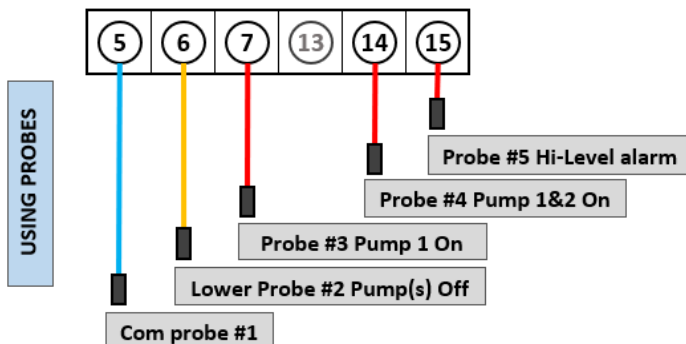 5 6 7 13 14 15
USING PROBES
Probe #5 Hi-Level alarm
Probe #4 Pump 1&2 On
Probe #3 Pump 1 On
Lower Probe #2 Pump(s) Off
Com probe #1